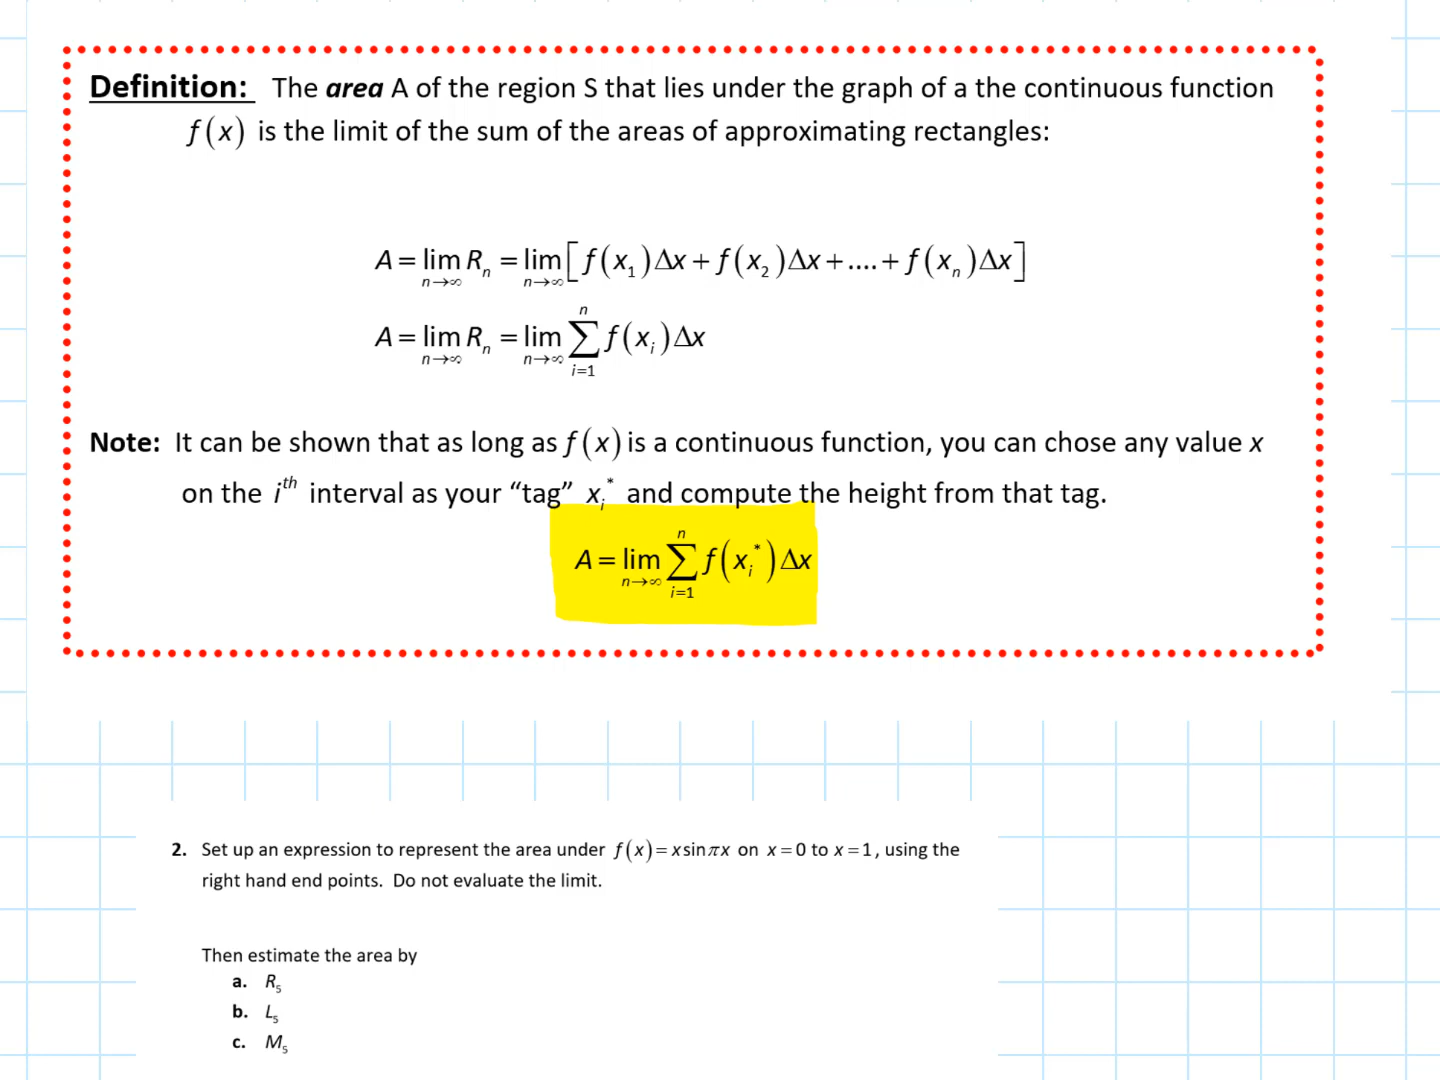 Definition: The area A of the region S that lies under the graph of a the continuous function
f(x) is the limit of the sum of the areas of approximating rectangles:
A = lim_{n→∞} R_n = lim_{n→∞} [f(x_1)Δx + f(x_2)Δx + .... + f(x_n)Δx]
A = lim_{n→∞} R_n = lim_{n→∞} ∑_{i=1}^{n} f(x_i)Δx
Note: It can be shown that as long as f(x) is a continuous function, you can chose any value x
on the i^{th} interval as your “tag” x_i^* and compute the height from that tag.
A = lim_{n→∞} ∑_{i=1}^{n} f(x_i^*)Δx
2. Set up an expression to represent the area under f(x) = x sin πx on x = 0 to x = 1, using the
right hand end points. Do not evaluate the limit.
Then estimate the area by
a. R_5
b. L_5
c. M_5